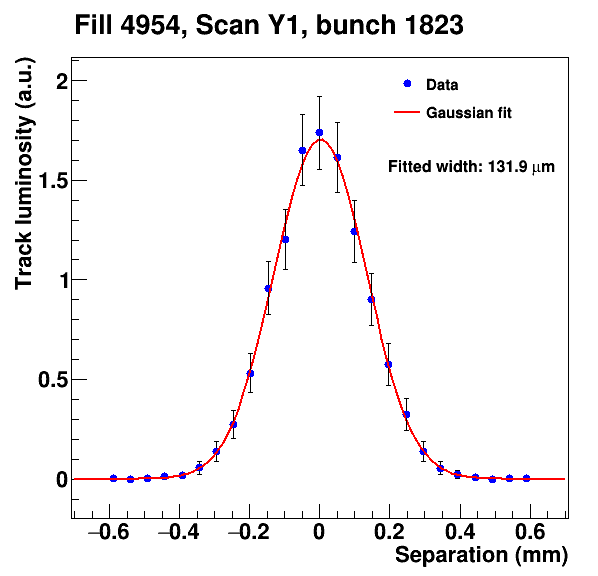 Fill 4954, Scan Y1, bunch 1823
Track luminosity (a.u.)
2
1.5
1
0.5
0
Data
Gaussian fit
Fitted width: 131.9 μm
−0.6 −0.4 −0.2 0 0.2 0.4 0.6
Separation (mm)